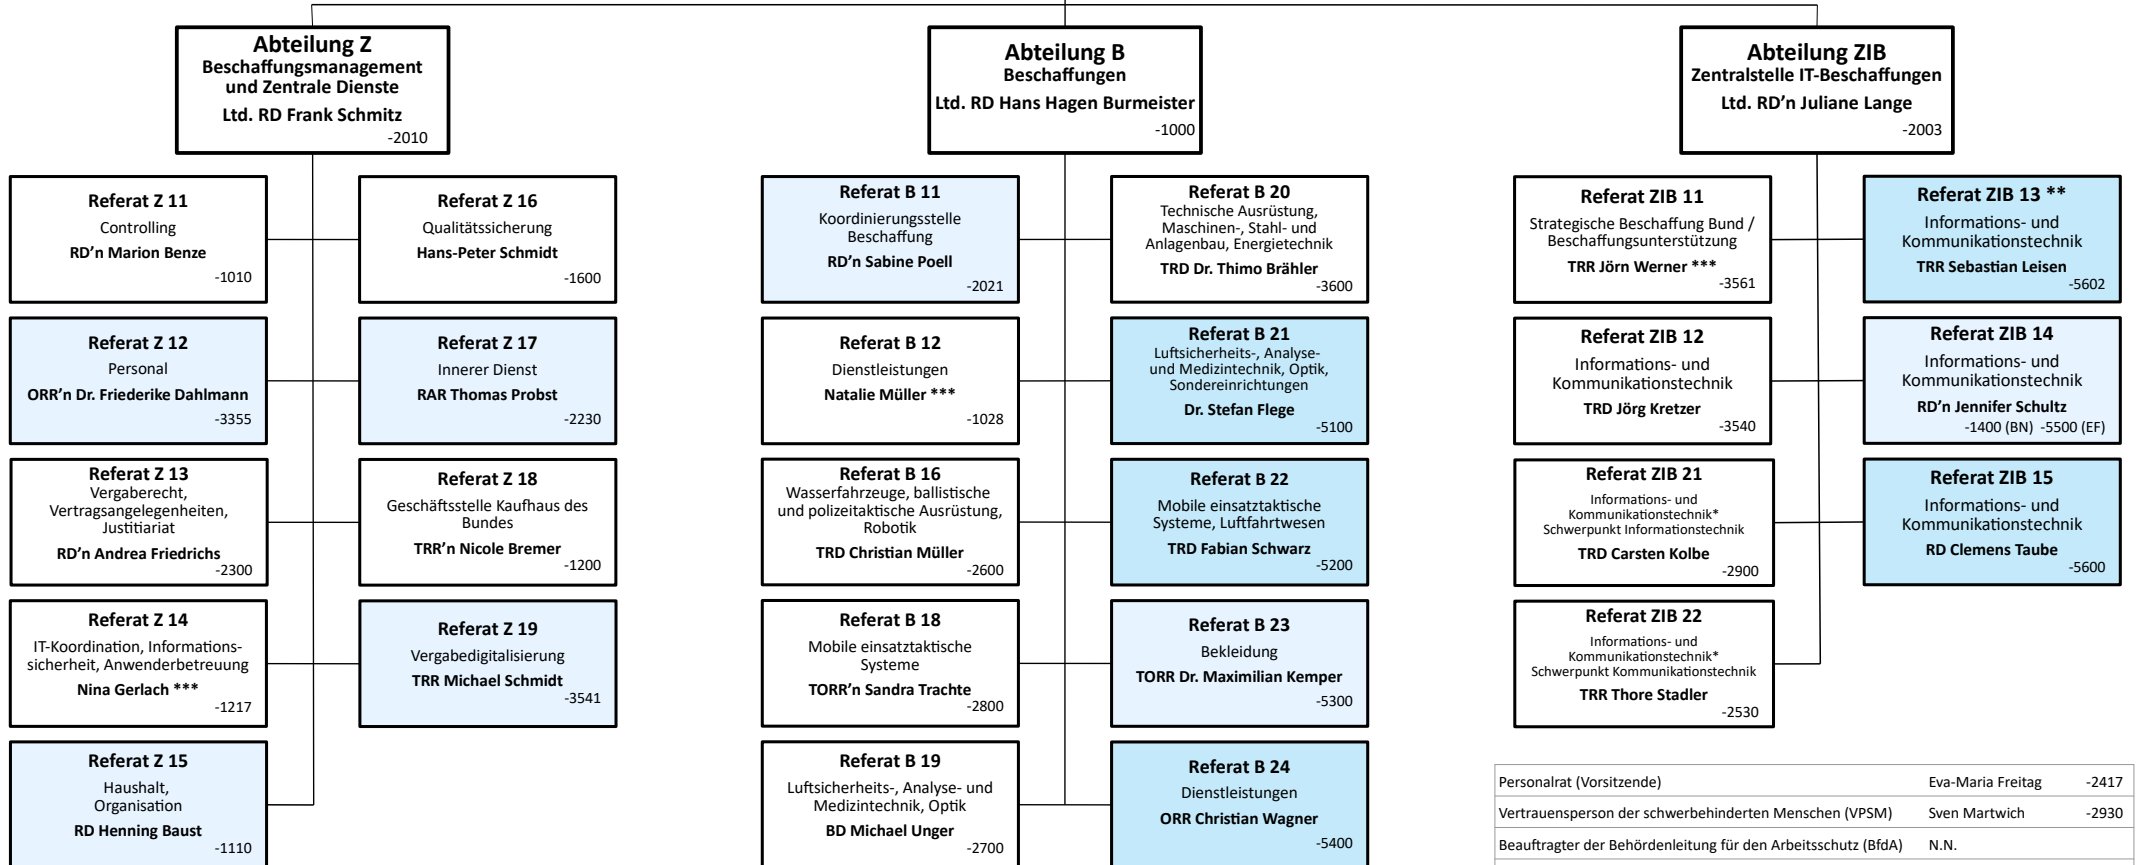 Abteilung Z
Beschaffungsmanagement
und Zentrale Dienste
Ltd. RD Frank Schmitz
-2010
Abteilung B
Beschaffungen
Ltd. RD Hans Hagen Burmeister
-1000
Abteilung ZIB
Zentralstelle IT-Beschaffungen
Ltd. RD’n Juliane Lange
-2003
Referat Z 11
Controlling
RD’n Marion Benze
-1010
Referat Z 16
Qualitätssicherung
Hans-Peter Schmidt
-1600
Referat Z 12
Personal
ORR’n Dr. Friederike Dahlmann
-3355
Referat Z 17
Innerer Dienst
RAR Thomas Probst
-2230
Referat Z 13
Vergaberecht,
Vertragsangelegenheiten,
Justitiariat
RD’n Andrea Friedrichs
-2300
Referat Z 18
Geschäftsstelle Kaufhaus des
Bundes
TRR’n Nicole Bremer
-1200
Referat Z 14
IT-Koordination, Informations-
sicherheit, Anwenderbetreuung
Nina Gerlach ***
-1217
Referat Z 19
Vergabedigitalisierung
TRR Michael Schmidt
-3541
Referat Z 15
Haushalt,
Organisation
RD Henning Baust
-1110
Referat B 11
Koordinierungsstelle
Beschaffung
RD’n Sabine Poell
-2021
Referat B 20
Technische Ausrüstung,
Maschinen-, Stahl- und
Anlagenbau, Energietechnik
TRD Dr. Thimo Brähler
-3600
Referat B 12
Dienstleistungen
Natalie Müller ***
-1028
Referat B 21
Luftsicherheits-, Analyse-
und Medizintechnik, Optik,
Sondereinrichtungen
Dr. Stefan Flege
-5100
Referat B 16
Wasserfahrzeuge, ballistische
und polizeitaktische Ausrüstung,
Robotik
TRD Christian Müller
-2600
Referat B 22
Mobile einsatztaktische
Systeme, Luftfahrtwesen
TRD Fabian Schwarz
-5200
Referat B 18
Mobile einsatztaktische
Systeme
TORR’n Sandra Trachte
-2800
Referat B 23
Bekleidung
TORR Dr. Maximilian Kemper
-5300
Referat B 19
Luftsicherheits-, Analyse- und
Medizintechnik, Optik
BD Michael Unger
-2700
Referat B 24
Dienstleistungen
ORR Christian Wagner
-5400
Referat ZIB 11
Strategische Beschaffung Bund /
Beschaffungsunterstützung
TRR Jörn Werner ***
-3561
Referat ZIB 13 **
Informations- und
Kommunikationstechnik
TRR Sebastian Leisen
-5602
Referat ZIB 12
Informations- und
Kommunikationstechnik
TRD Jörg Kretzer
-3540
Referat ZIB 14
Informations- und
Kommunikationstechnik
RD’n Jennifer Schultz
-1400 (BN) -5500 (EF)
Referat ZIB 21
Informations- und
Kommunikationstechnik*
Schwerpunkt Informationstechnik
TRD Carsten Kolbe
-2900
Referat ZIB 15
Informations- und
Kommunikationstechnik
RD Clemens Taube
-5600
Referat ZIB 22
Informations- und
Kommunikationstechnik*
Schwerpunkt Kommunikationstechnik
TRR Thore Stadler
-2530
Personalrat (Vorsitzende) Eva-Maria Freitag -2417
Vertrauensperson der schwerbehinderten Menschen (VPSM) Sven Martwich -2930
Beauftragter der Behördenleitung für den Arbeitsschutz (BfdA) N.N.